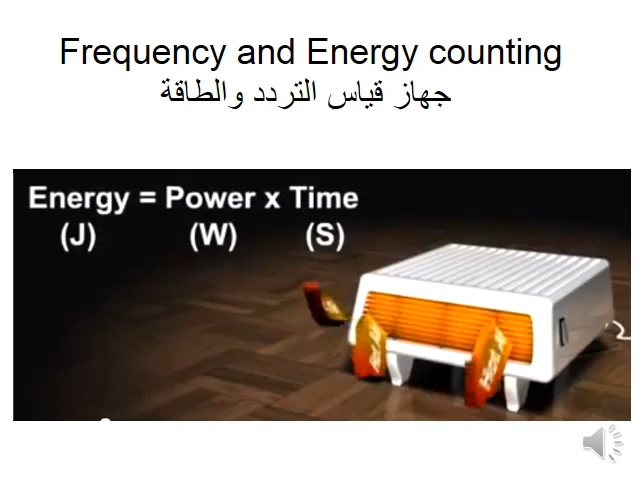 Frequency and Energy counting
جهاز قياس التردد والطاقة
Energy = Power x Time
(J) (W) (S)